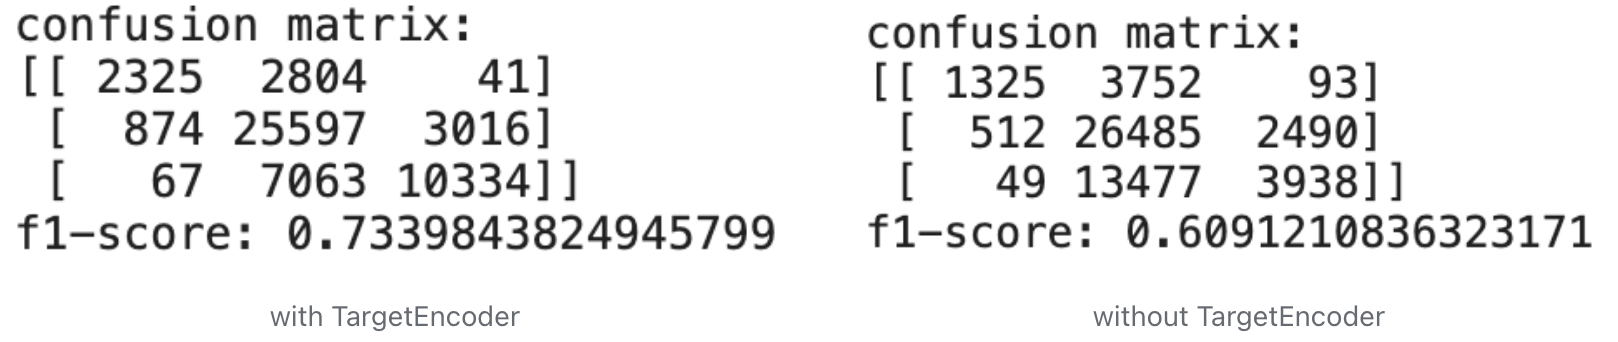 confusion matrix:
[[ 2325  2804    41]
 [  874 25597  3016]
 [   67  7063 10334]]
f1-score: 0.7339843824945799
with TargetEncoder
confusion matrix:
[[ 1325  3752    93]
 [  512 26485  2490]
 [   49 13477  3938]]
f1-score: 0.6091210836323171
without TargetEncoder